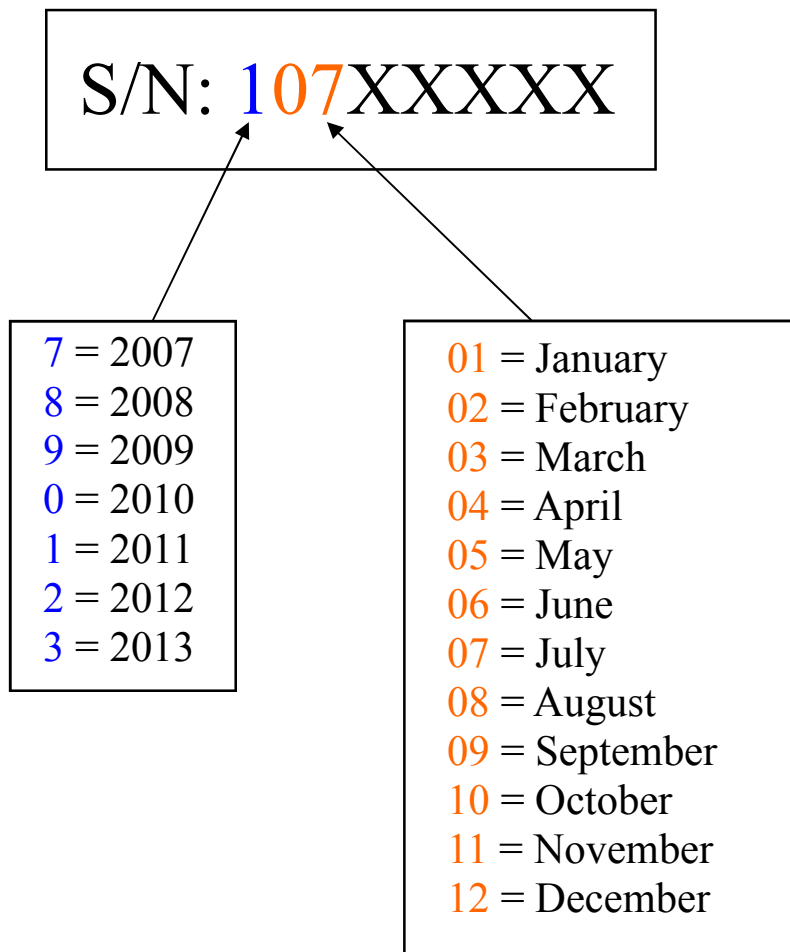 S/N: 107XXXXX
7 = 2007
8 = 2008
9 = 2009
0 = 2010
1 = 2011
2 = 2012
3 = 2013
01 = January
02 = February
03 = March
04 = April
05 = May
06 = June
07 = July
08 = August
09 = September
10 = October
11 = November
12 = December